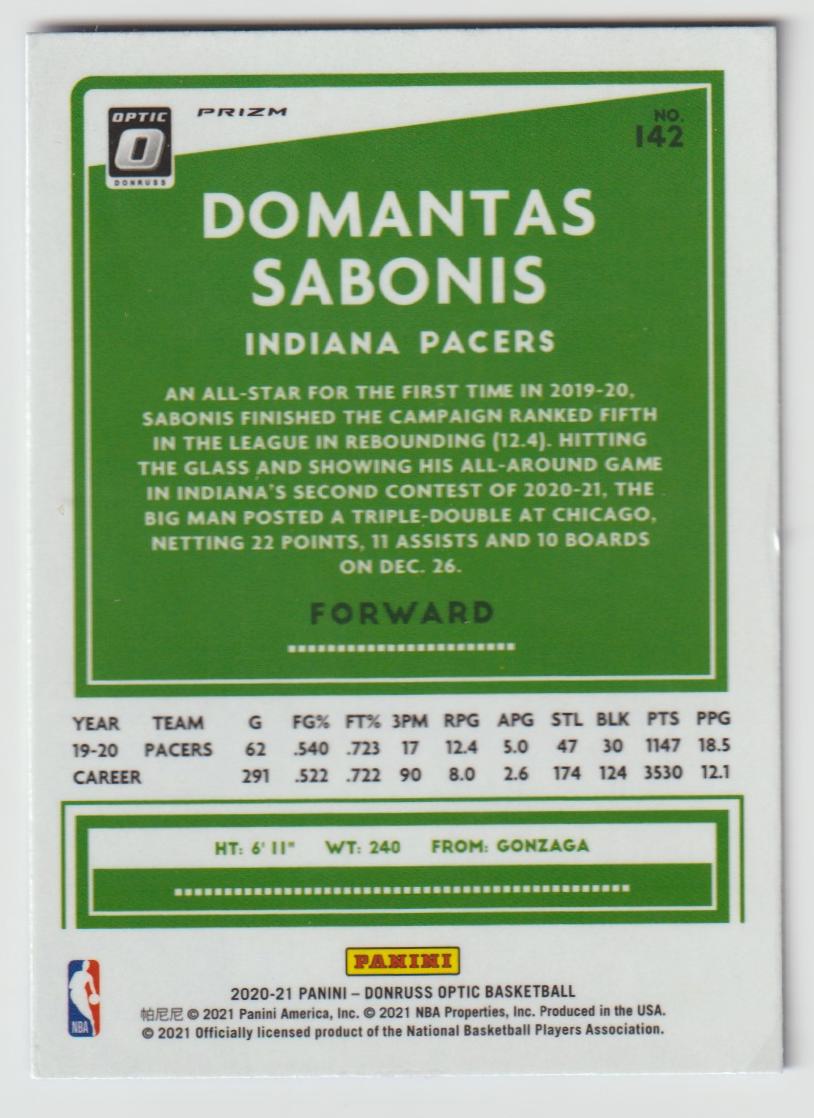 OPTIC
O
DONRUSS
PRIZM
NO.
142
DOMANTAS
SABONIS
INDIANA PACERS
AN ALL-STAR FOR THE FIRST TIME IN 2019-20,
SABONIS FINISHED THE CAMPAIGN RANKED FIFTH
IN THE LEAGUE IN REBOUNDING (12.4). HITTING
THE GLASS AND SHOWING HIS ALL-AROUND GAME
IN INDIANA'S SECOND CONTEST OF 2020-21, THE
BIG MAN POSTED A TRIPLE-DOUBLE AT CHICAGO,
NETTING 22 POINTS, 11 ASSISTS AND 10 BOARDS
ON DEC. 26.
FORWARD
YEAR TEAM G FG% FT% 3PM RPG APG STL BLK PTS PPG
19-20 PACERS 62 .540 .723 17 12.4 5.0 47 30 1147 18.5
CAREER 291 .522 .722 90 8.0 2.6 174 124 3530 12.1
HT: 6' 11" WT: 240 FROM: GONZAGA
PANINI
NBA
2020-21 PANINI – DONRUSS OPTIC BASKETBALL
帕尼尼 © 2021 Panini America, Inc. © 2021 NBA Properties, Inc. Produced in the USA.
© 2021 Officially licensed product of the National Basketball Players Association.